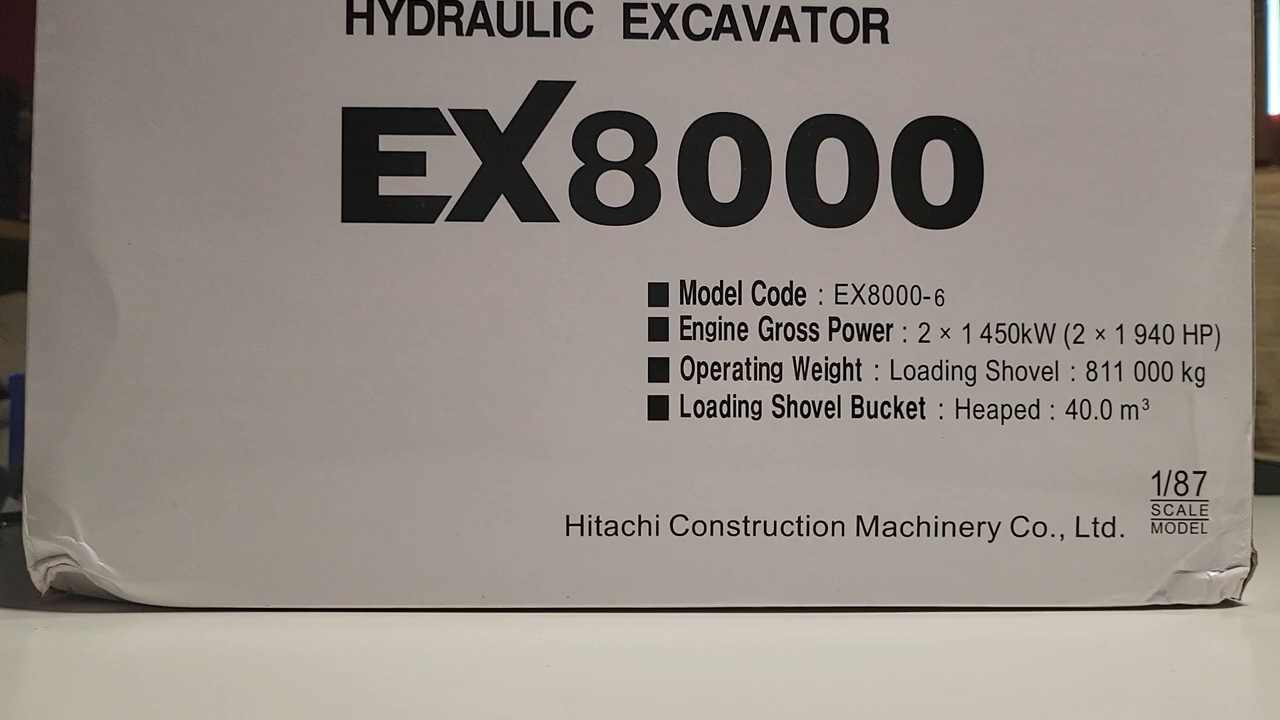 HYDRAULIC EXCAVATOR
EX8000
■ Model Code : EX8000-6
■ Engine Gross Power : 2 × 1 450kW (2 × 1 940 HP)
■ Operating Weight : Loading Shovel : 811 000 kg
■ Loading Shovel Bucket : Heaped : 40.0 m³
1/87
SCALE
MODEL
Hitachi Construction Machinery Co., Ltd.